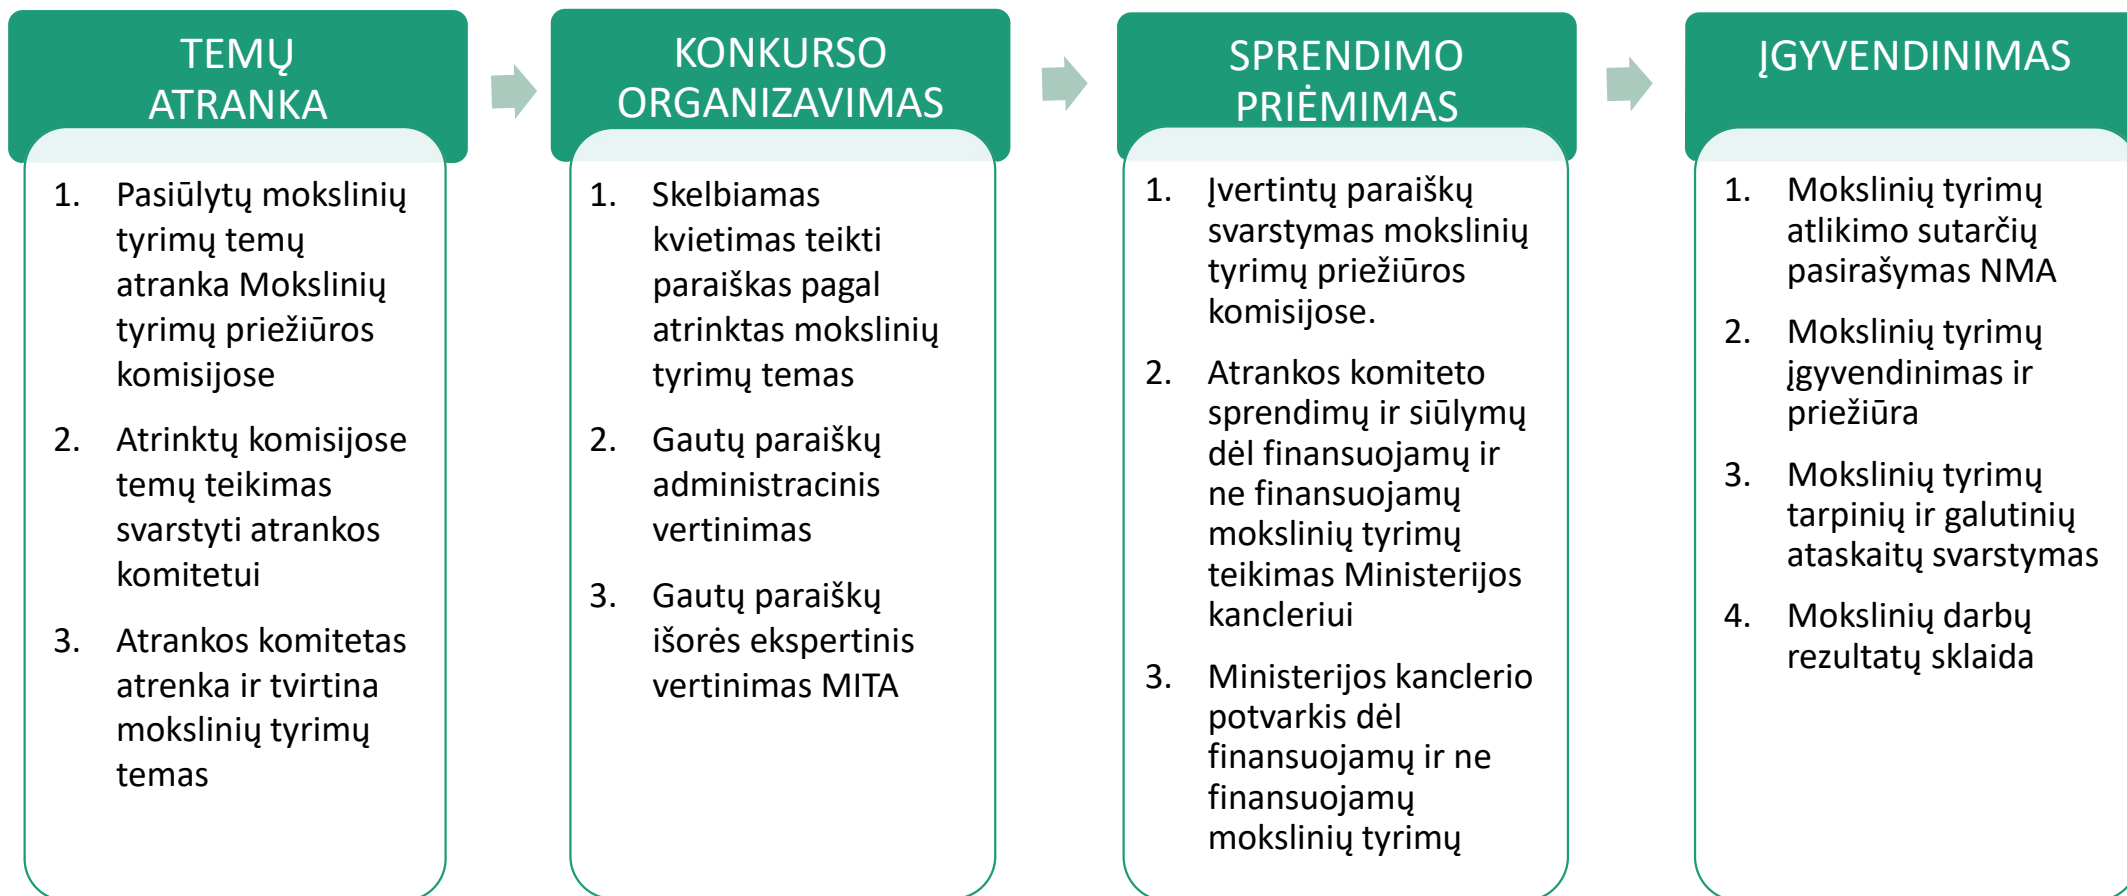 TEMŲ
ATRANKA
1. Pasiūlytų mokslinių
tyrimų temų
atranka Mokslinių
tyrimų priežiūros
komisijose
2. Atrinktų komisijose
temų teikimas
svarstyti atrankos
komitetui
3. Atrankos komitetas
atrenka ir tvirtina
mokslinių tyrimų
temas
KONKURSO
ORGANIZAVIMAS
1. Skelbiamas
kvietimas teikti
paraiškas pagal
atrinktas mokslinių
tyrimų temas
2. Gautų paraiškų
administracinis
vertinimas
3. Gautų paraiškų
išorės ekspertinis
vertinimas MITA
SPRENDIMO
PRIĖMIMAS
1. Įvertintų paraiškų
svarstymas mokslinių
tyrimų priežiūros
komisijose.
2. Atrankos komiteto
sprendimų ir siūlymų
dėl finansuojamų ir
ne finansuojamų
mokslinių tyrimų
teikimas Ministerijos
kancleriui
3. Ministerijos kanclerio
potvarkis dėl
finansuojamų ir ne
finansuojamų
mokslinių tyrimų
ĮGYVENDINIMAS
1. Mokslinių tyrimų
atlikimo sutarčių
pasirašymas NMA
2. Mokslinių tyrimų
įgyvendinimas ir
priežiūra
3. Mokslinių tyrimų
tarpinių ir galutinių
ataskaitų svarstymas
4. Mokslinių darbų
rezultatų sklaida